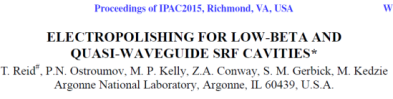 Proceedings of IPAC2015, Richmond, VA, USA W
ELECTROPOLISHING FOR LOW-BETA AND
QUASI-WAVEGUIDE SRF CAVITIES*
T. Reid#, P.N. Ostroumov, M. P. Kelly, Z.A. Conway, S. M. Gerbick, M. Kedzie
Argonne National Laboratory, Argonne, IL 60439, U.S.A.